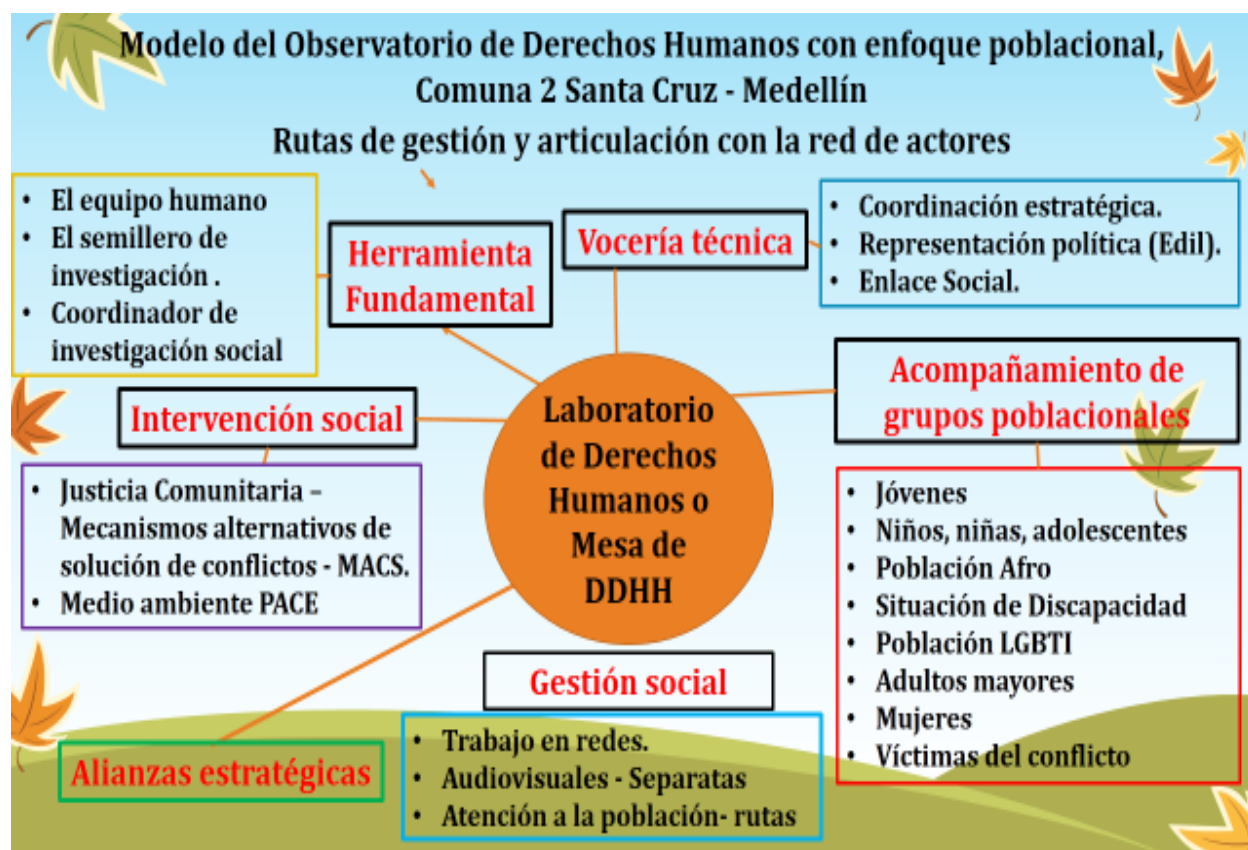 Modelo del Observatorio de Derechos Humanos con enfoque poblacional,
Comuna 2 Santa Cruz - Medellín
Rutas de gestión y articulación con la red de actores
• El equipo humano
• El semillero de
investigación .
• Coordinador de
investigación social
Herramienta
Fundamental
Vocería técnica
• Coordinación estratégica.
• Representación política (Edil).
• Enlace Social.
Intervención social
• Justicia Comunitaria –
Mecanismos alternativos de
solución de conflictos - MACS.
• Medio ambiente PACE
Laboratorio
de Derechos
Humanos o
Mesa de
DDHH
Acompañamiento de
grupos poblacionales
• Jóvenes
• Niños, niñas, adolescentes
• Población Afro
• Situación de Discapacidad
• Población LGBTI
• Adultos mayores
• Mujeres
• Víctimas del conflicto
Gestión social
• Trabajo en redes.
• Audiovisuales - Separatas
• Atención a la población- rutas
Alianzas estratégicas